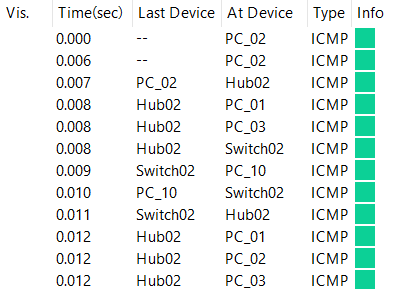 Vis. Time(sec) Last Device At Device Type Info
0.000 -- PC_02 ICMP
0.006 -- PC_02 ICMP
0.007 PC_02 Hub02 ICMP
0.008 Hub02 PC_01 ICMP
0.008 Hub02 PC_03 ICMP
0.008 Hub02 Switch02 ICMP
0.009 Switch02 PC_10 ICMP
0.010 PC_10 Switch02 ICMP
0.011 Switch02 Hub02 ICMP
0.012 Hub02 PC_01 ICMP
0.012 Hub02 PC_02 ICMP
0.012 Hub02 PC_03 ICMP